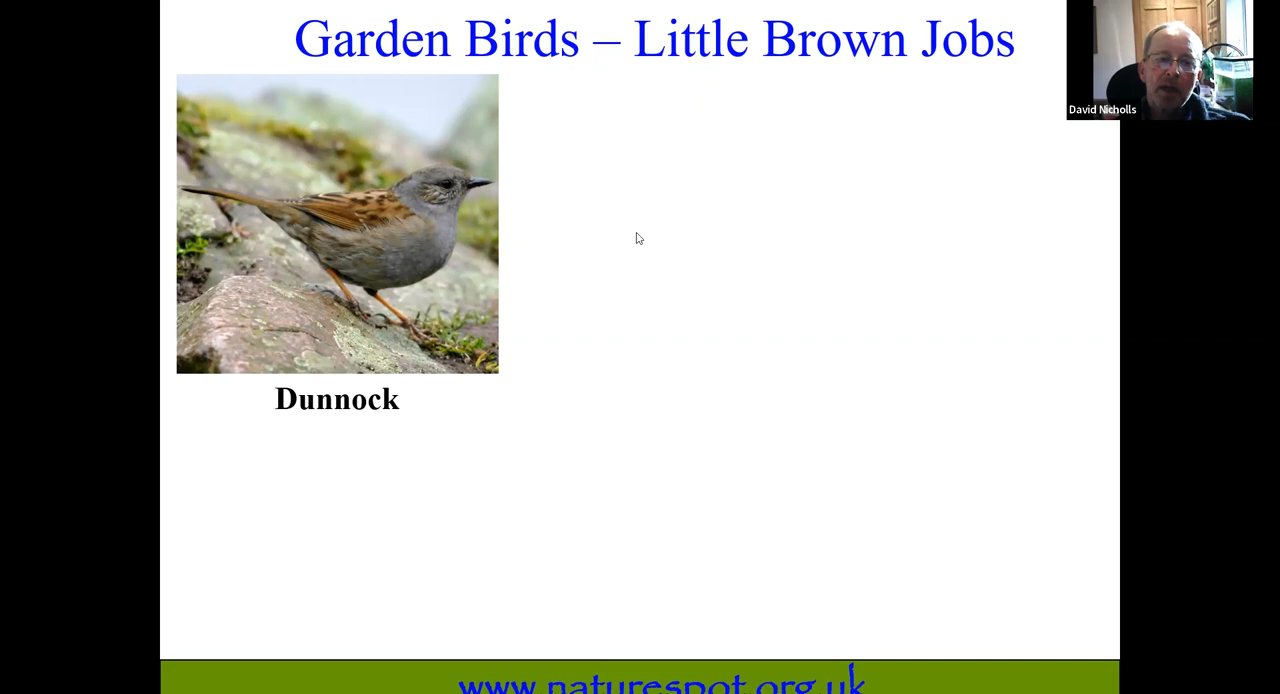 Garden Birds – Little Brown Jobs
David Nicholls
Dunnock
www.naturespot.org.uk